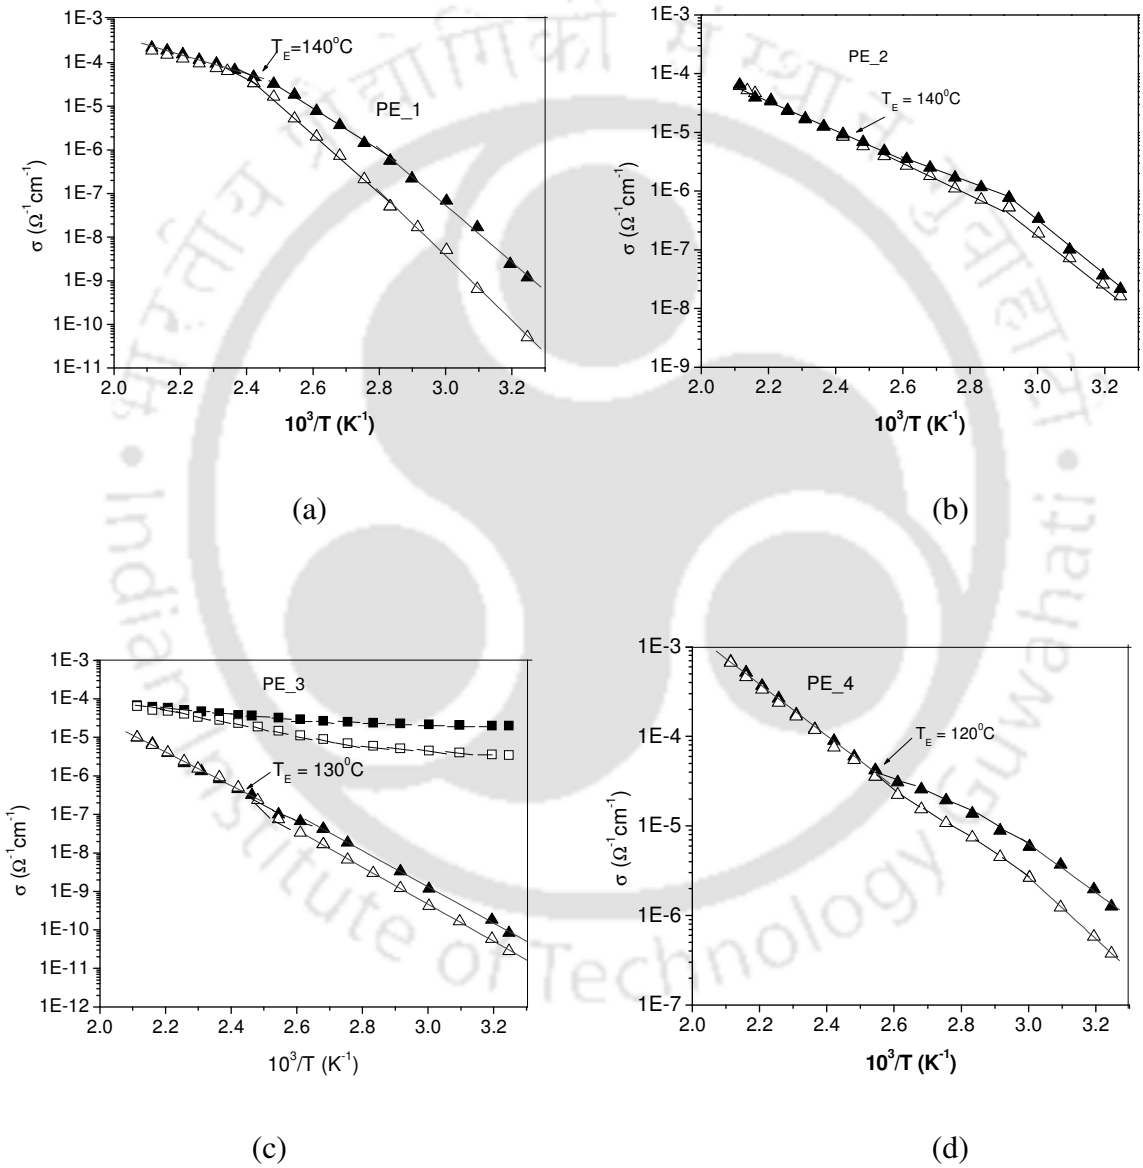 1E-3
1E-4
1E-5
1E-6
1E-7
1E-8
1E-9
1E-10
1E-11
σ (Ω⁻¹cm⁻¹)
T_E=140⁰C
PE_1
2.0 2.2 2.4 2.6 2.8 3.0 3.2
10³/T (K⁻¹)
(a)
1E-3
1E-4
1E-5
1E-6
1E-7
1E-8
1E-9
σ (Ω⁻¹cm⁻¹)
PE_2
T_E = 140⁰C
2.0 2.2 2.4 2.6 2.8 3.0 3.2
10³/T (K⁻¹)
(b)
1E-3
1E-4
1E-5
1E-6
1E-7
1E-8
1E-9
1E-10
1E-11
1E-12
σ (Ω⁻¹cm⁻¹)
PE_3
T_E = 130⁰C
2.0 2.2 2.4 2.6 2.8 3.0 3.2
10³/T (K⁻¹)
(c)
1E-3
1E-4
1E-5
1E-6
1E-7
σ (Ω⁻¹cm⁻¹)
PE_4
T_E = 120⁰C
2.0 2.2 2.4 2.6 2.8 3.0 3.2
10³/T (K⁻¹)
(d)
Indian Institute of Technology Guwahati